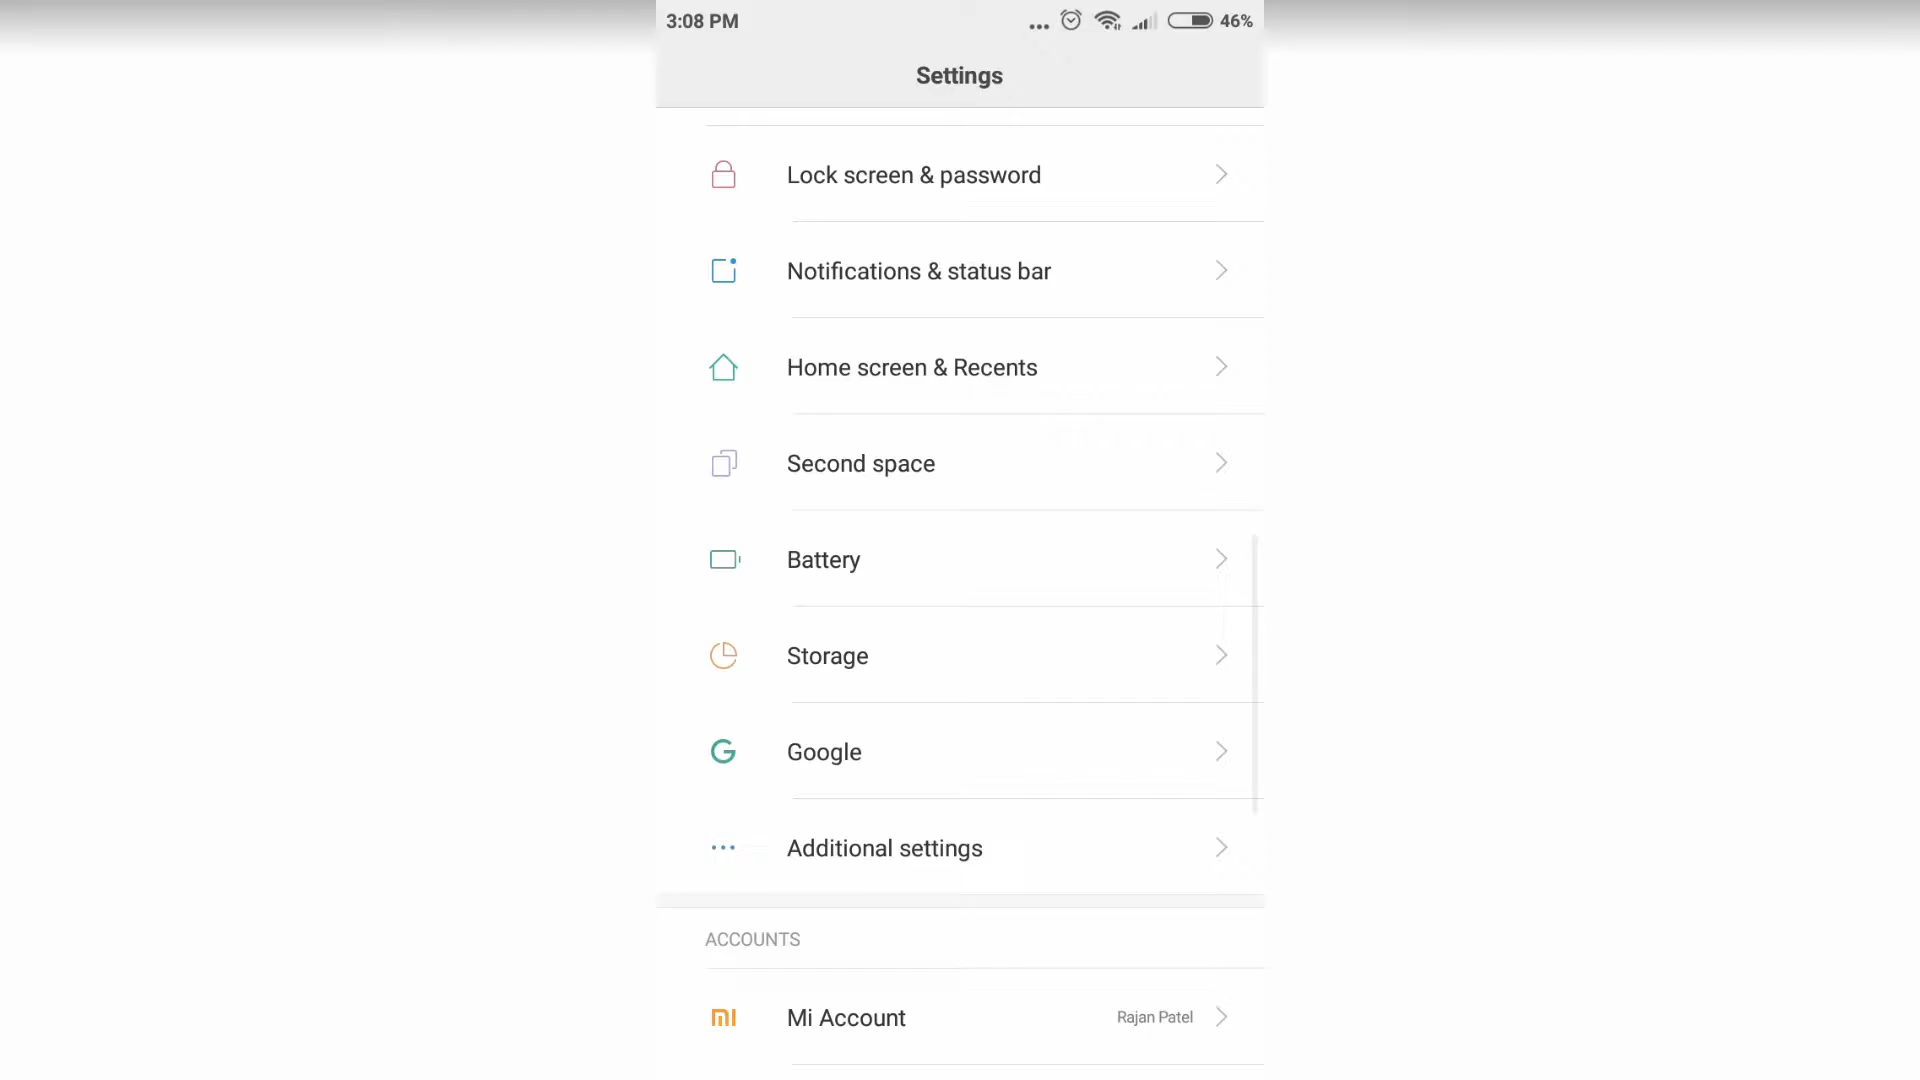 3:08 PM
46%
Settings
Lock screen & password
Notifications & status bar
Home screen & Recents
Second space
Battery
Storage
Google
Additional settings
ACCOUNTS
Mi Account
Rajan Patel